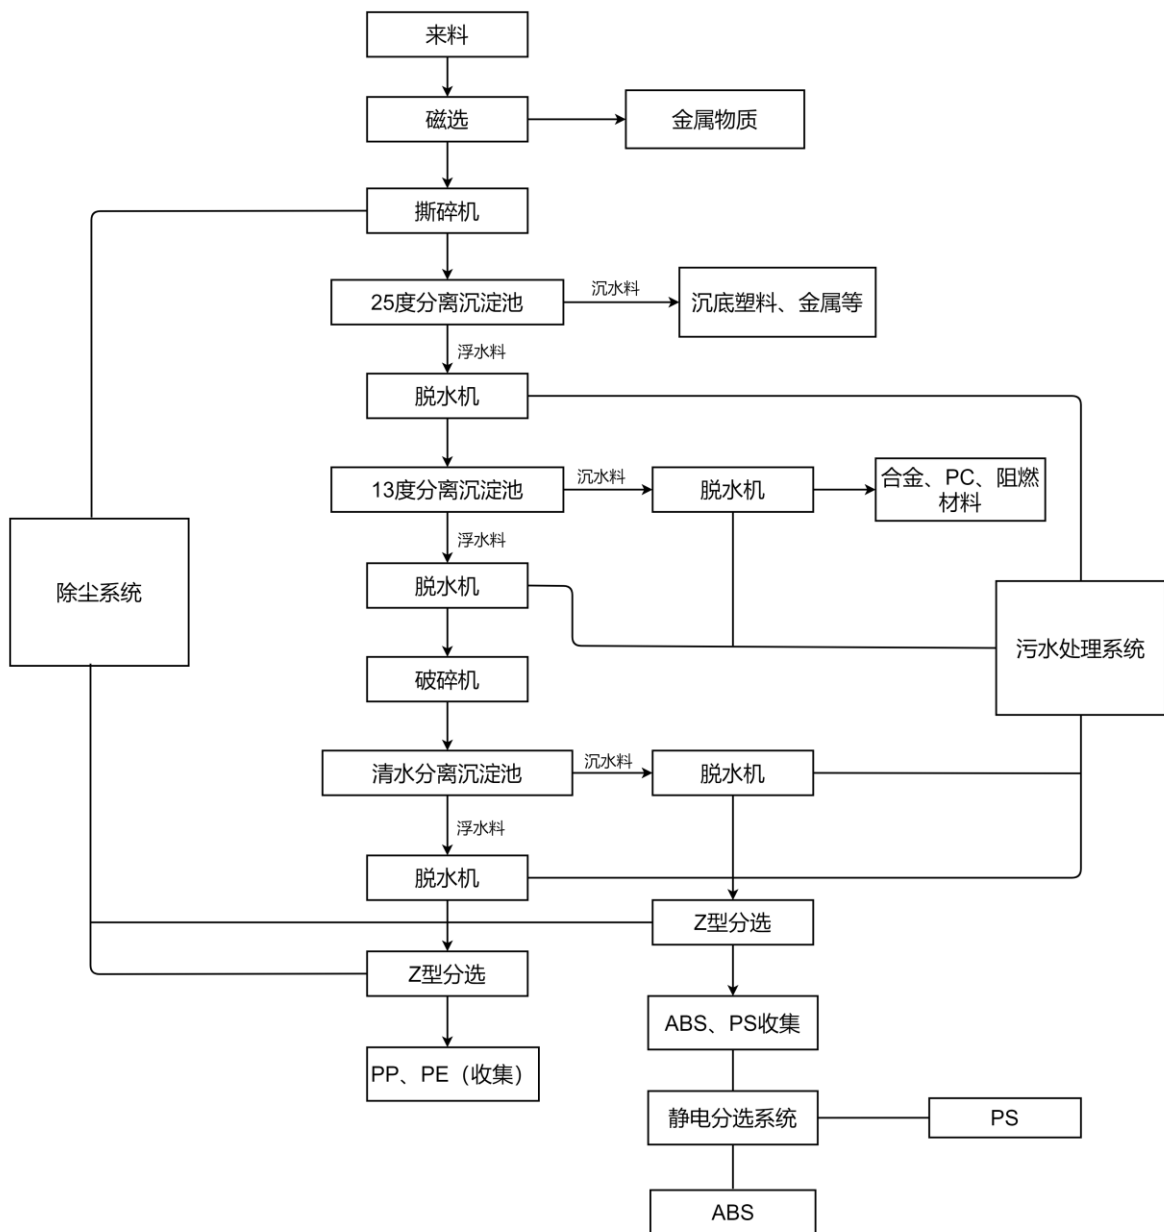 来料
磁选
金属物质
撕碎机
25度分离沉淀池
沉水料
沉底塑料、金属等
浮水料
脱水机
13度分离沉淀池
沉水料
脱水机
合金、PC、阻燃
材料
浮水料
除尘系统
脱水机
污水处理系统
破碎机
清水分离沉淀池
沉水料
脱水机
浮水料
脱水机
Z型分选
Z型分选
ABS、PS收集
PP、PE（收集）
静电分选系统
PS
ABS